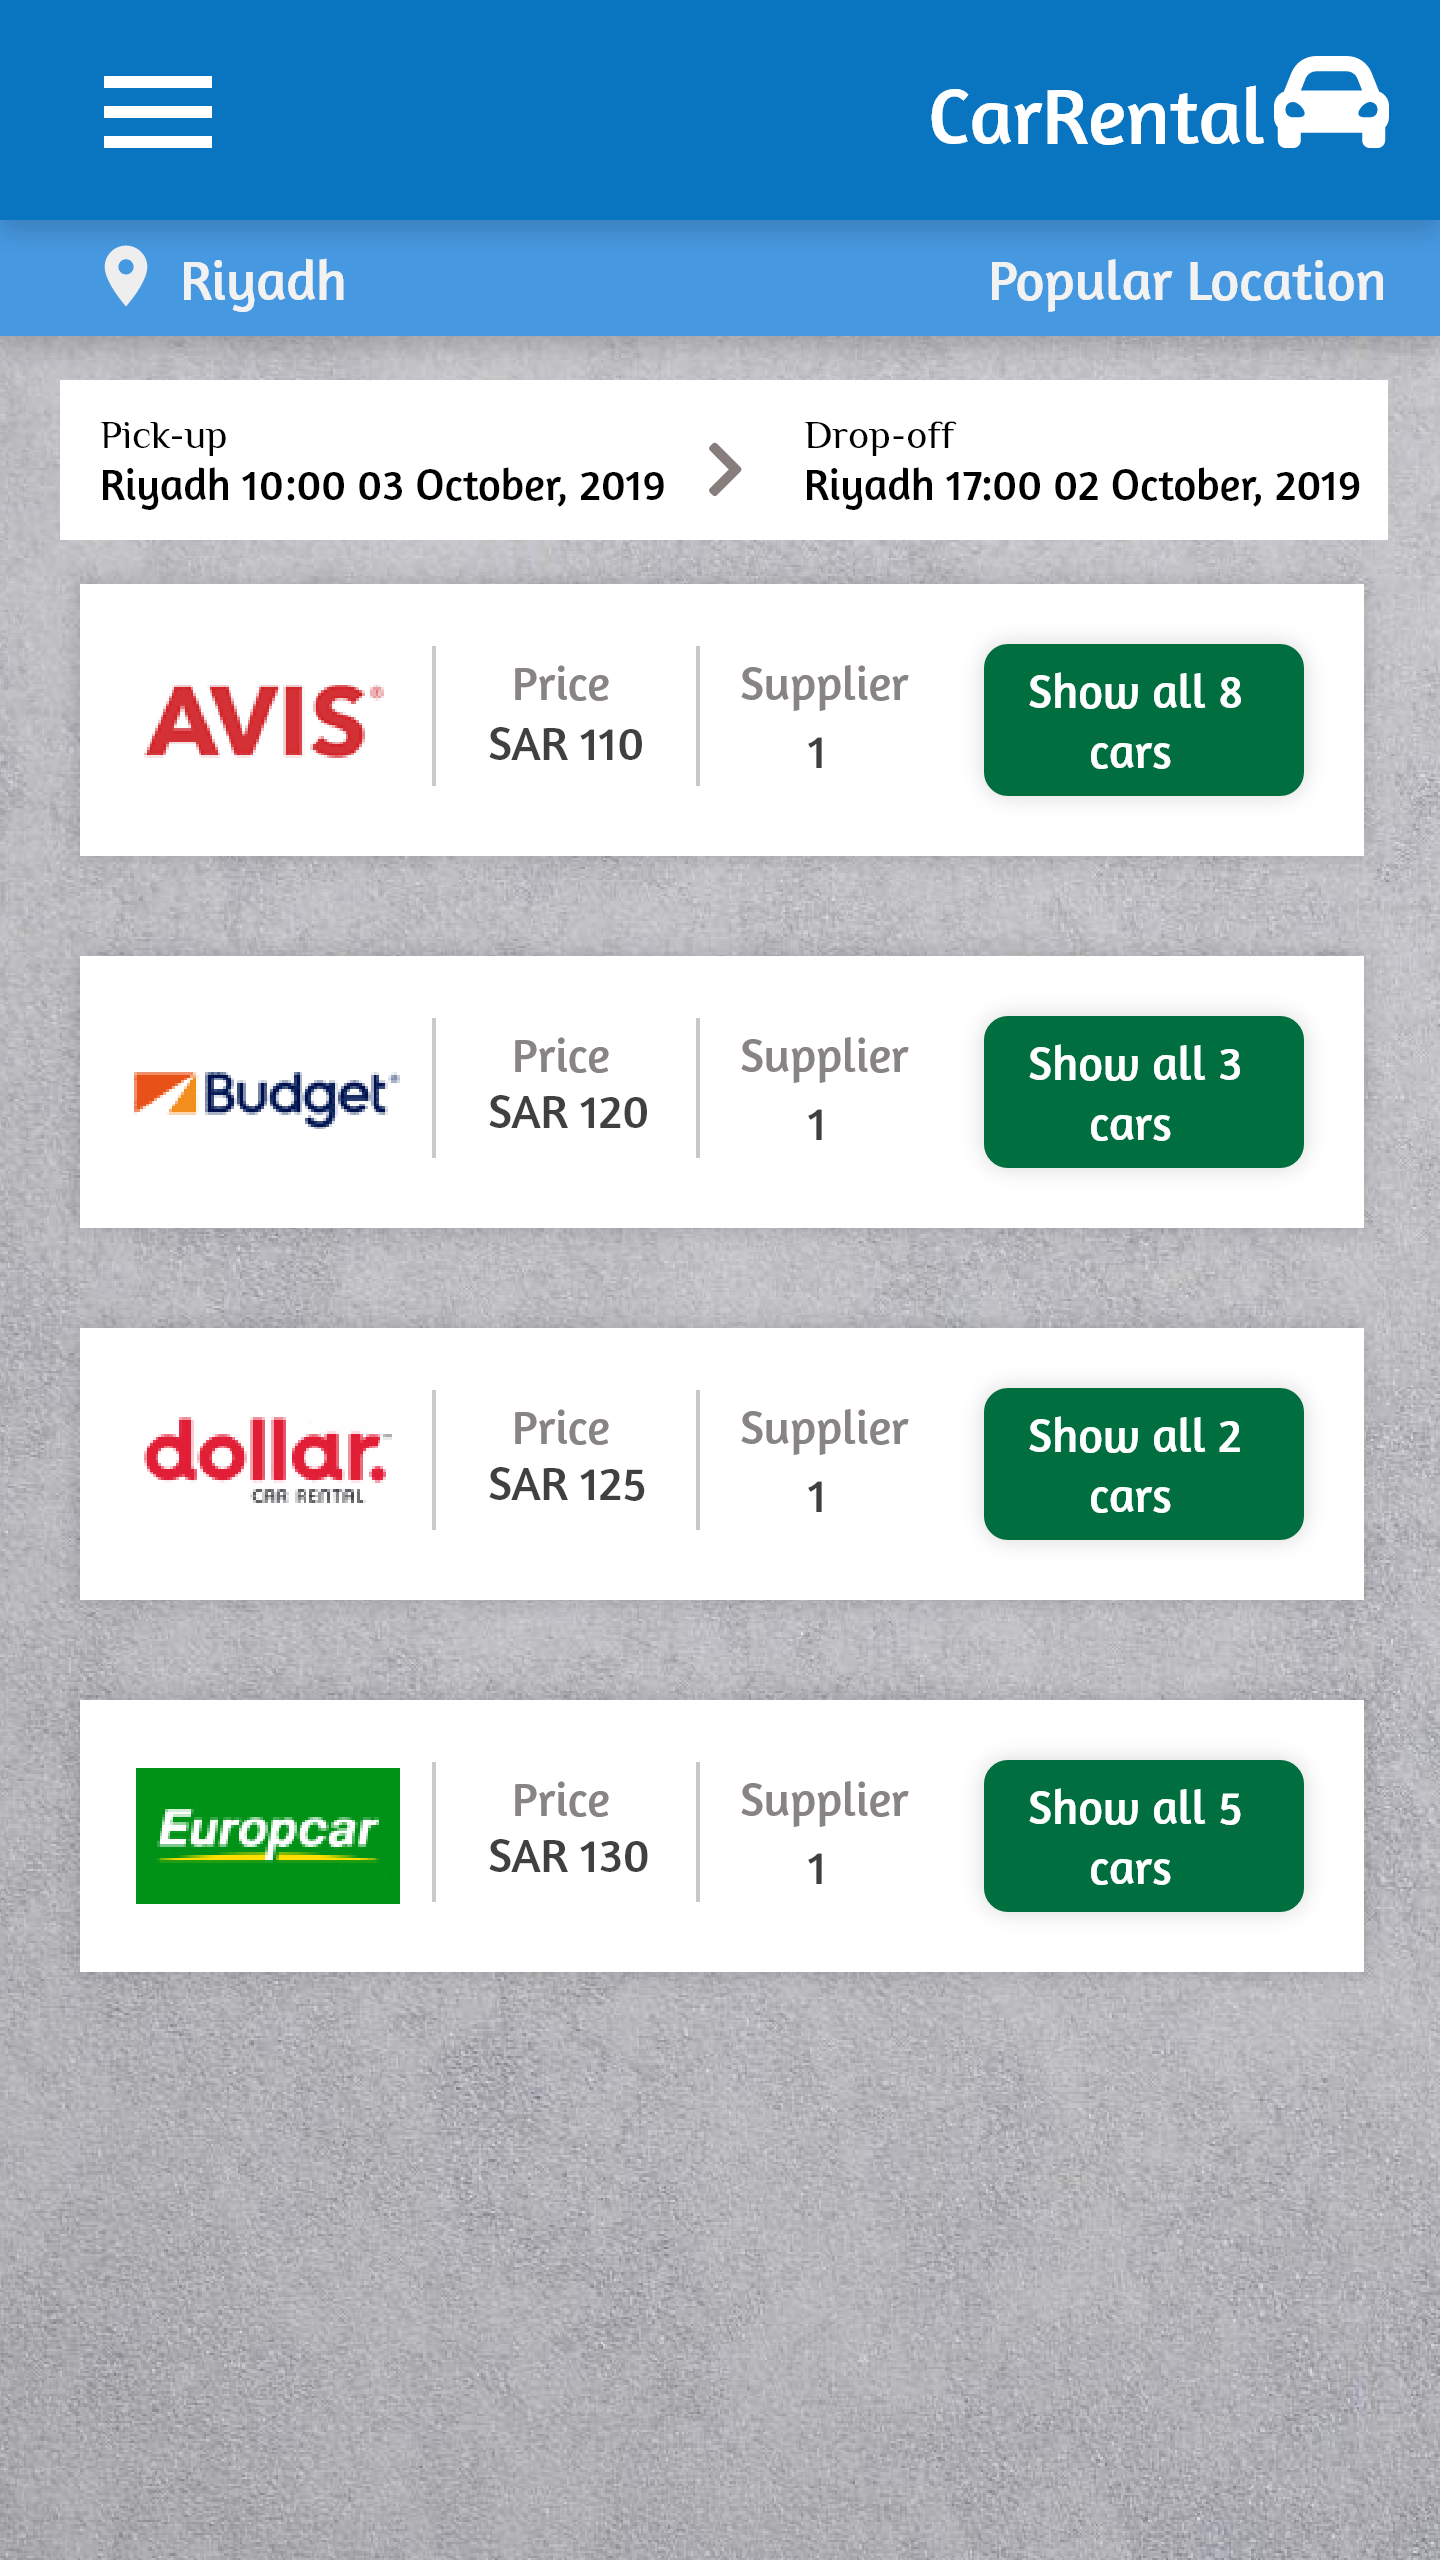 CarRental
Riyadh
Popular Location
Pick-up
Riyadh 10:00 03 October, 2019
Drop-off
Riyadh 17:00 02 October, 2019
AVIS®
Price
SAR 110
Supplier
1
Show all 8
cars
Budget®
Price
SAR 120
Supplier
1
Show all 3
cars
dollar.™
CAR RENTAL
Price
SAR 125
Supplier
1
Show all 2
cars
Europcar
Price
SAR 130
Supplier
1
Show all 5
cars